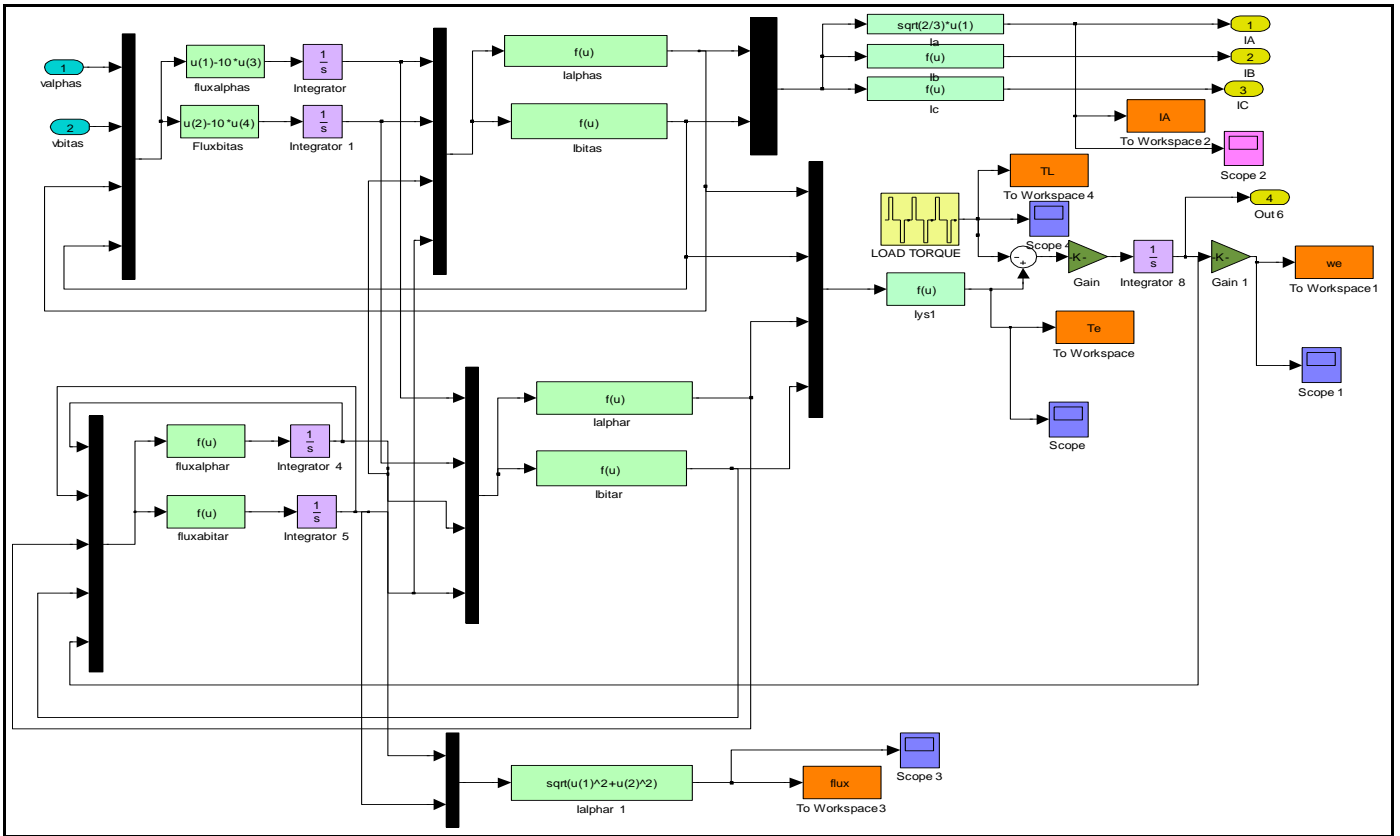 1
valphas
2
vbitas
u(1)-10*u(3)
fluxalphas
1
s
Integrator
u(2)-10*u(4)
Fluxbitas
1
s
Integrator 1
f(u)
Ialphas
f(u)
Ibitas
sqrt(2/3)*u(1)
Ia
f(u)
Ib
f(u)
Ic
1
IA
2
IB
3
IC
IA
To Workspace 2
Scope 2
TL
To Workspace 4
Scope 4
LOAD TORQUE
4
Out 6
f(u)
Iys1
-
+
-K-
Gain
1
s
Integrator 8
-K-
Gain 1
we
To Workspace 1
Te
To Workspace
Scope 1
Scope
f(u)
Ialphar
f(u)
Ibitar
f(u)
fluxalphar
1
s
Integrator 4
f(u)
fluxabitar
1
s
Integrator 5
sqrt(u(1)^2+u(2)^2)
Ialphar 1
Scope 3
flux
To Workspace 3